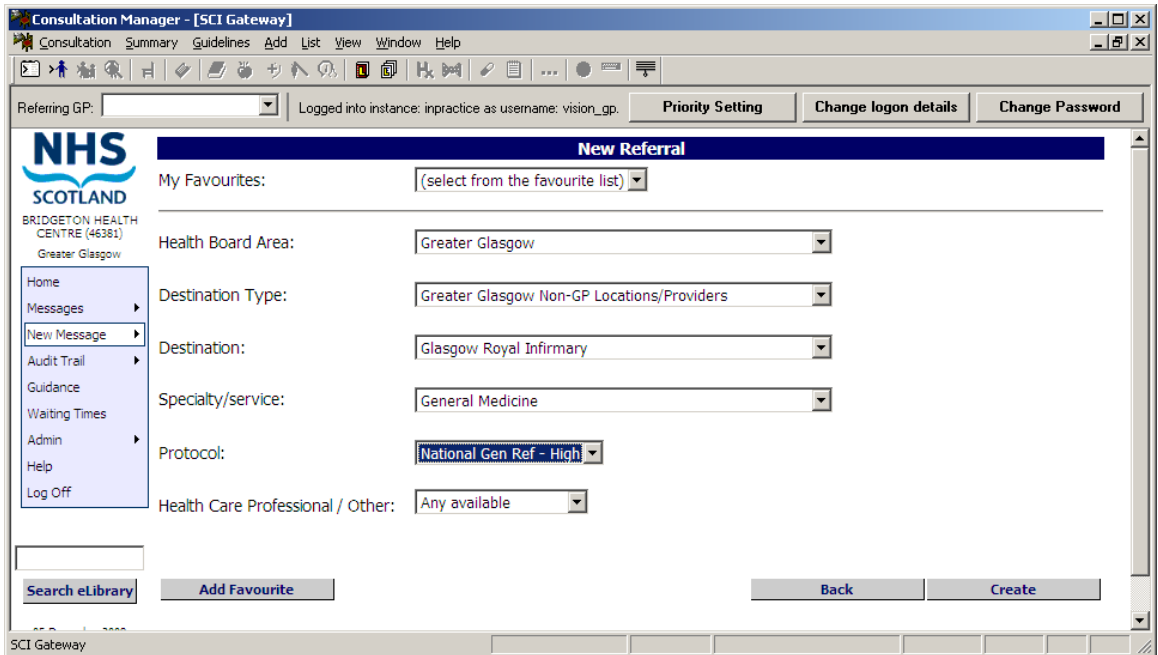 Consultation Manager - [SCI Gateway]
Consultation Summary Guidelines Add List View Window Help
Referring GP: Logged into instance: inpractice as username: vision_gp. Priority Setting Change logon details Change Password
NHS
SCOTLAND
BRIDGETON HEALTH
CENTRE (46381)
Greater Glasgow
Home
Messages
New Message
Audit Trail
Guidance
Waiting Times
Admin
Help
Log Off
Search eLibrary
New Referral
My Favourites: (select from the favourite list)
Health Board Area: Greater Glasgow
Destination Type: Greater Glasgow Non-GP Locations/Providers
Destination: Glasgow Royal Infirmary
Specialty/service: General Medicine
Protocol: National Gen Ref - High
Health Care Professional / Other: Any available
Add Favourite Back Create
SCI Gateway